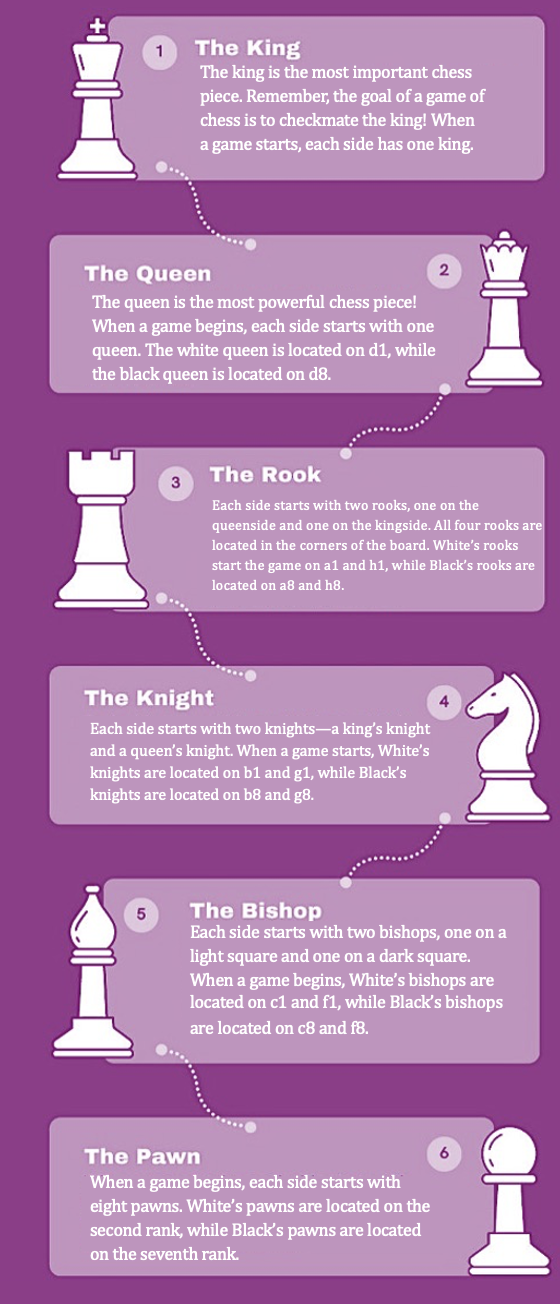 1
The King
The king is the most important chess
piece. Remember, the goal of a game of
chess is to checkmate the king! When
a game starts, each side has one king.
The Queen
2
The queen is the most powerful chess piece!
When a game begins, each side starts with one
queen. The white queen is located on d1, while
the black queen is located on d8.
3
The Rook
Each side starts with two rooks, one on the
queenside and one on the kingside. All four rooks are
located in the corners of the board. White's rooks
start the game on a1 and h1, while Black's rooks are
located on a8 and h8.
The Knight
4
Each side starts with two knights—a king's knight
and a queen's knight. When a game starts, White's
knights are located on b1 and g1, while Black's
knights are located on b8 and g8.
5
The Bishop
Each side starts with two bishops, one on a
light square and one on a dark square.
When a game begins, White's bishops are
located on c1 and f1, while Black's bishops
are located on c8 and f8.
The Pawn
6
When a game begins, each side starts with
eight pawns. White's pawns are located on the
second rank, while Black's pawns are located
on the seventh rank.